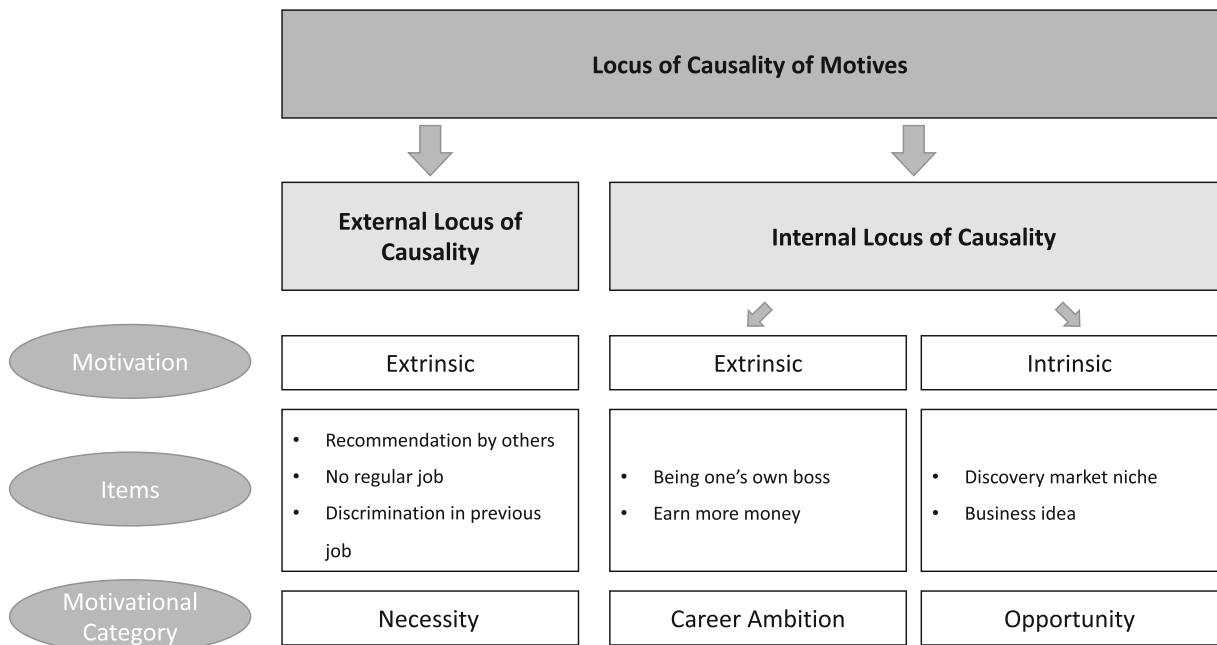 Locus of Causality of Motives
External Locus of
Causality
Internal Locus of Causality
Motivation
Extrinsic
Extrinsic
Intrinsic
Items
• Recommendation by others
• No regular job
• Discrimination in previous
job
• Being one’s own boss
• Earn more money
• Discovery market niche
• Business idea
Motivational
Category
Necessity
Career Ambition
Opportunity